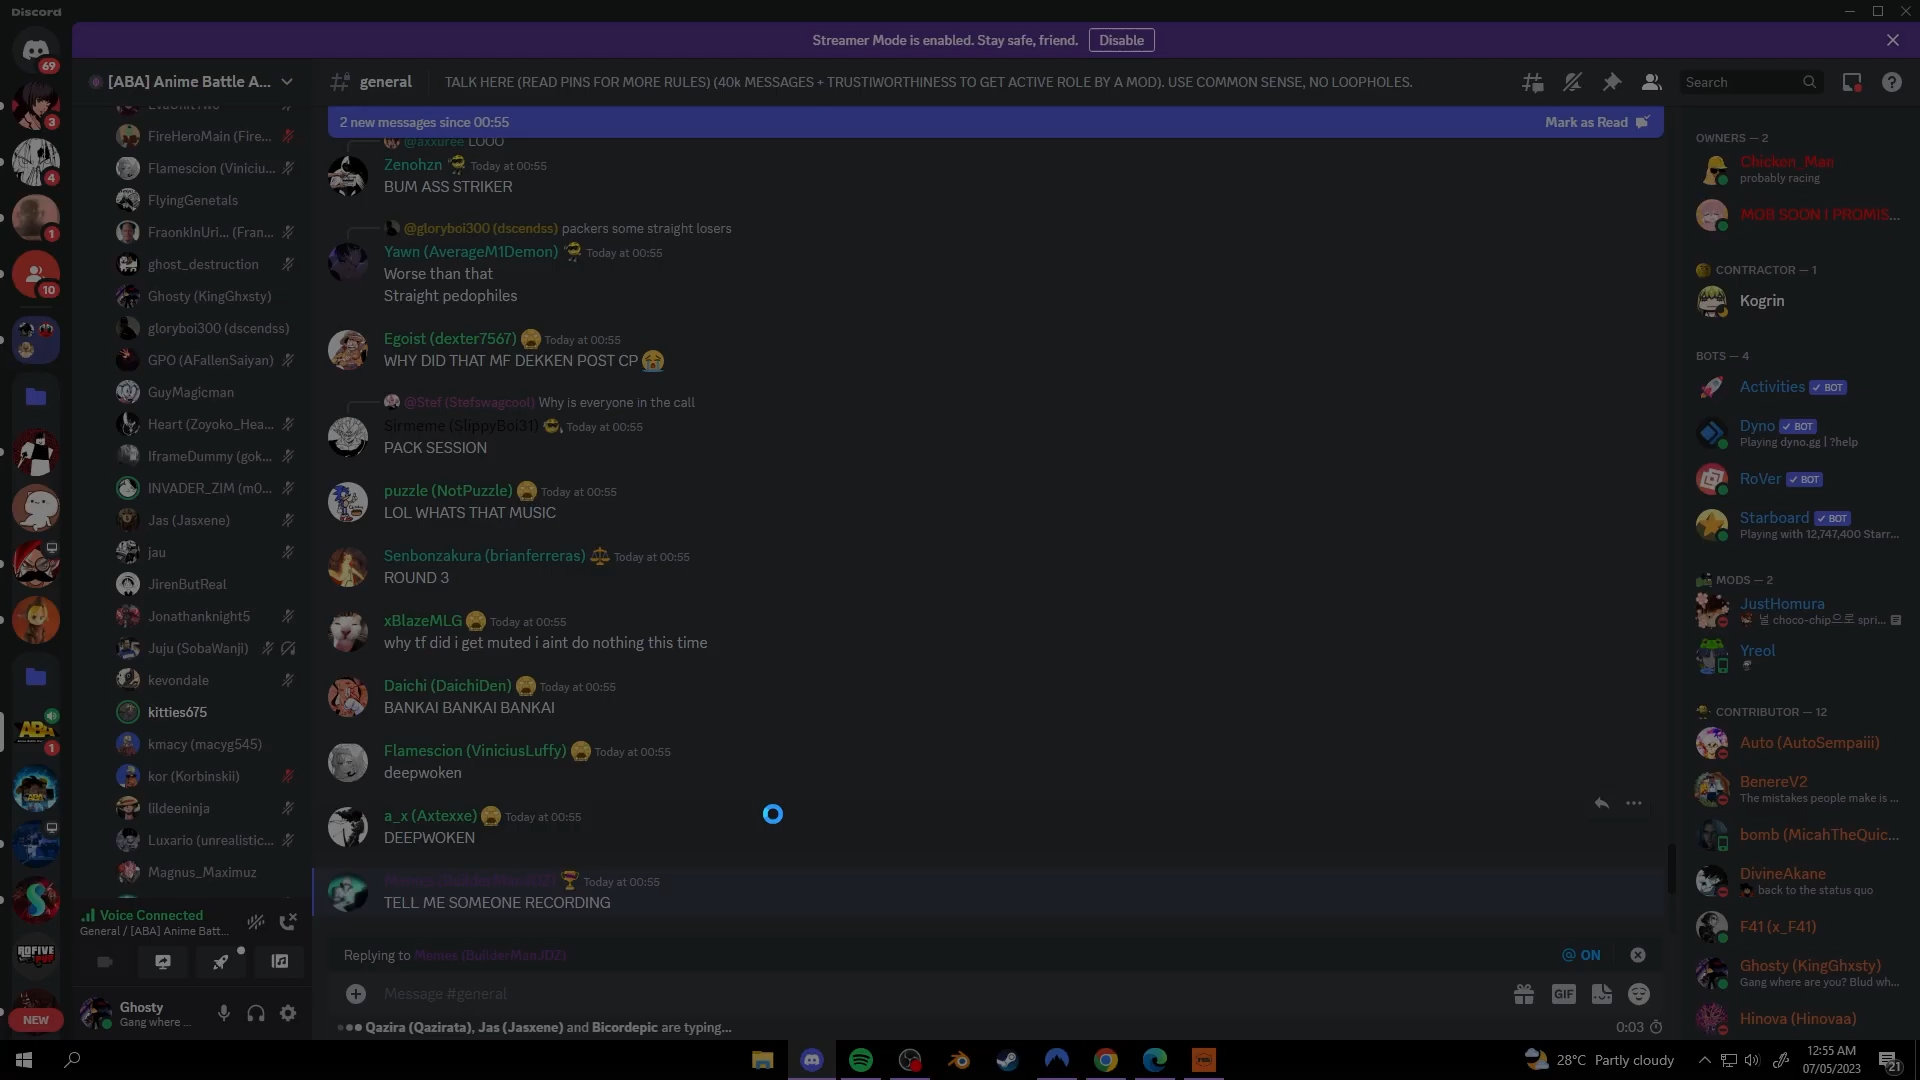 Discord
Streamer Mode is enabled. Stay safe, friend.
Disable
[ABA] Anime Battle A...
general
TALK HERE (READ PINS FOR MORE RULES) (40k MESSAGES + TRUSTIWORTHINESS TO GET ACTIVE ROLE BY A MOD). USE COMMON SENSE, NO LOOPHOLES.
Search
69
3
4
1
10
1
NEW
FireHeroMain (Fire...
Flamescion (Viniciu...
FlyingGenetals
FraonkInUri... (Fran...
ghost_destruction
Ghosty (KingGhxsty)
gloryboi300 (dscendss)
GPO (AFallenSaiyan)
GuyMagicman
Heart (Zoyoko_Hea...
IframeDummy (gok...
INVADER_ZIM (m0...
Jas (Jasxene)
jau
JirenButReal
Jonathanknight5
Juju (SobaWanji)
kevondale
kitties675
kmacy (macyg545)
kor (Korbinskii)
lildeeninja
Luxario (unrealistic...
Magnus_Maximuz
Voice Connected
General / [ABA] Anime Batt...
Ghosty
Gang where ...
2 new messages since 00:55
Mark as Read
@axxuree LOOO
Zenohzn Today at 00:55
BUM ASS STRIKER
@gloryboi300 (dscendss) packers some straight losers
Yawn (AverageM1Demon) Today at 00:55
Worse than that
Straight pedophiles
Egoist (dexter7567) Today at 00:55
WHY DID THAT MF DEKKEN POST CP
@Stef (Stefswagcool) Why is everyone in the call
Sirmeme (SlippyBoi31) Today at 00:55
PACK SESSION
puzzle (NotPuzzle) Today at 00:55
LOL WHATS THAT MUSIC
Senbonzakura (brianferreras) Today at 00:55
ROUND 3
xBlazeMLG Today at 00:55
why tf did i get muted i aint do nothing this time
Daichi (DaichiDen) Today at 00:55
BANKAI BANKAI BANKAI
Flamescion (ViniciusLuffy) Today at 00:55
deepwoken
a_x (Axtexxe) Today at 00:55
DEEPWOKEN
Memes (BuilderManJDZ) Today at 00:55
TELL ME SOMEONE RECORDING
Replying to Memes (BuilderManJDZ)
@ ON
Message #general
GIF
Qazira (Qazirata), Jas (Jasxene) and Bicordepic are typing...
0:03
OWNERS — 2
Chicken_Man
probably racing
MOB SOON I PROMIS...
CONTRACTOR — 1
Kogrin
BOTS — 4
Activities BOT
Dyno BOT
Playing dyno.gg | ?help
RoVer BOT
Starboard BOT
Playing with 12,747,400 Starr...
MODS — 2
JustHomura
널 choco-chip으로 spri...
Yreol
CONTRIBUTOR — 12
Auto (AutoSempaiii)
BenereV2
The mistakes people make is ...
bomb (MicahTheQuic...
DivineAkane
back to the status quo
F41 (x_F41)
Ghosty (KingGhxsty)
Gang where are you? Blud wh...
Hinova (Hinovaa)
28°C Partly cloudy
12:55 AM
07/05/2023
21